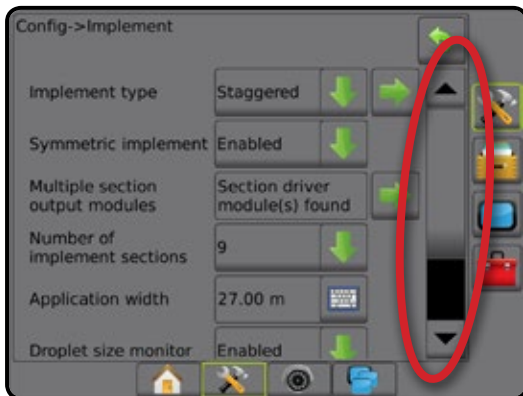 Config->Implement
Implement type
Staggered
Symmetric implement
Enabled
Multiple section
output modules
Section driver
module(s) found
Number of
implement sections
9
Application width
27.00 m
Droplet size monitor
Enabled